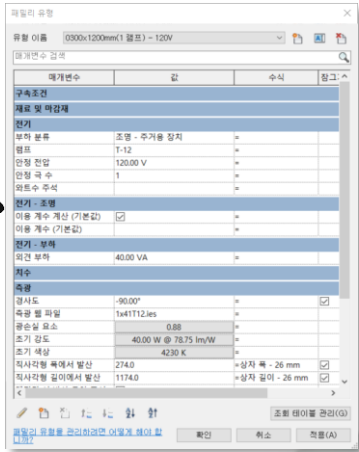 패밀리 유형
유형 이름 0300x1200mm(1 램프) - 120V
매개변수 검색
매개변수 값 수식 잠그
구속조건
재료 및 마감재
전기
부하 분류 조명 - 주거용 장치 =
램프 T-12 =
안정 전압 120.00 V =
안정 극 수 1 =
와트수 주석 =
전기 - 조명
이용 계수 계산 (기본값) =
이용 계수 (기본값) =
전기 - 부하
외견 부하 40.00 VA =
치수
측광
경사도 -90.00° =
측광 웹 파일 1x41T12.ies =
광손실 요소 0.88 =
초기 강도 40.00 W @ 78.75 lm/W =
초기 색상 4230 K =
직사각형 폭에서 발산 274.0 =상자 폭 - 26 mm
직사각형 길이에서 발산 1174.0 =상자 길이 - 26 mm
조회 테이블 관리(G)
패밀리 유형을 관리하려면 어떻게 해야 합
니까?
확인 취소 적용(A)